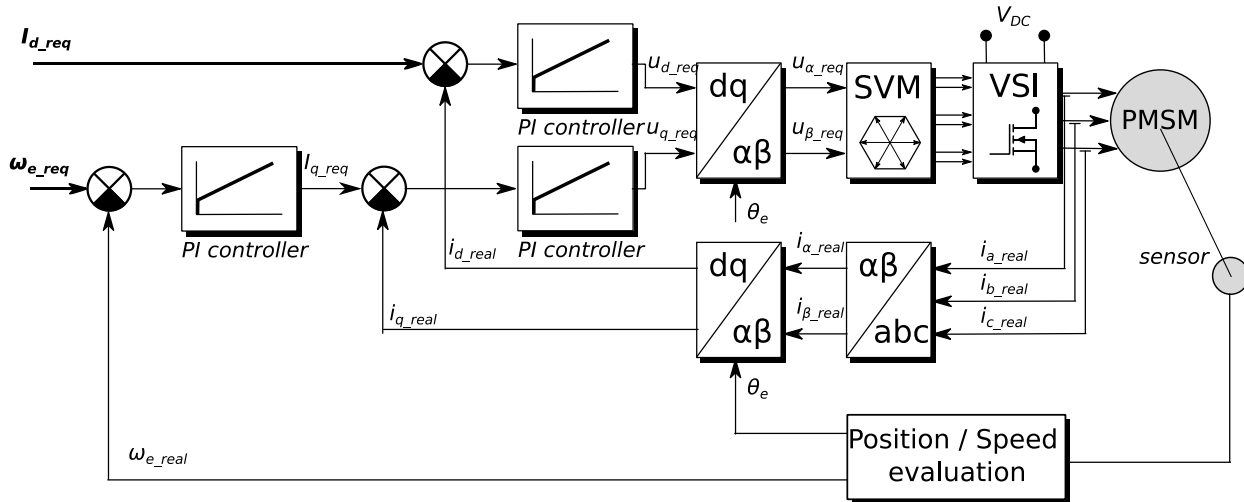 V_DC
I_d_req
u_d_req
u_α_req
dq
SVM
VSI
PMSM
PI controller
u_q_req
u_β_req
αβ
ω_e_req
I_q_req
PI controller
PI controller
θ_e
i_d_real
dq
i_α_real
αβ
i_a_real
sensor
i_b_real
i_q_real
αβ
i_β_real
abc
i_c_real
θ_e
Position / Speed
evaluation
ω_e_real